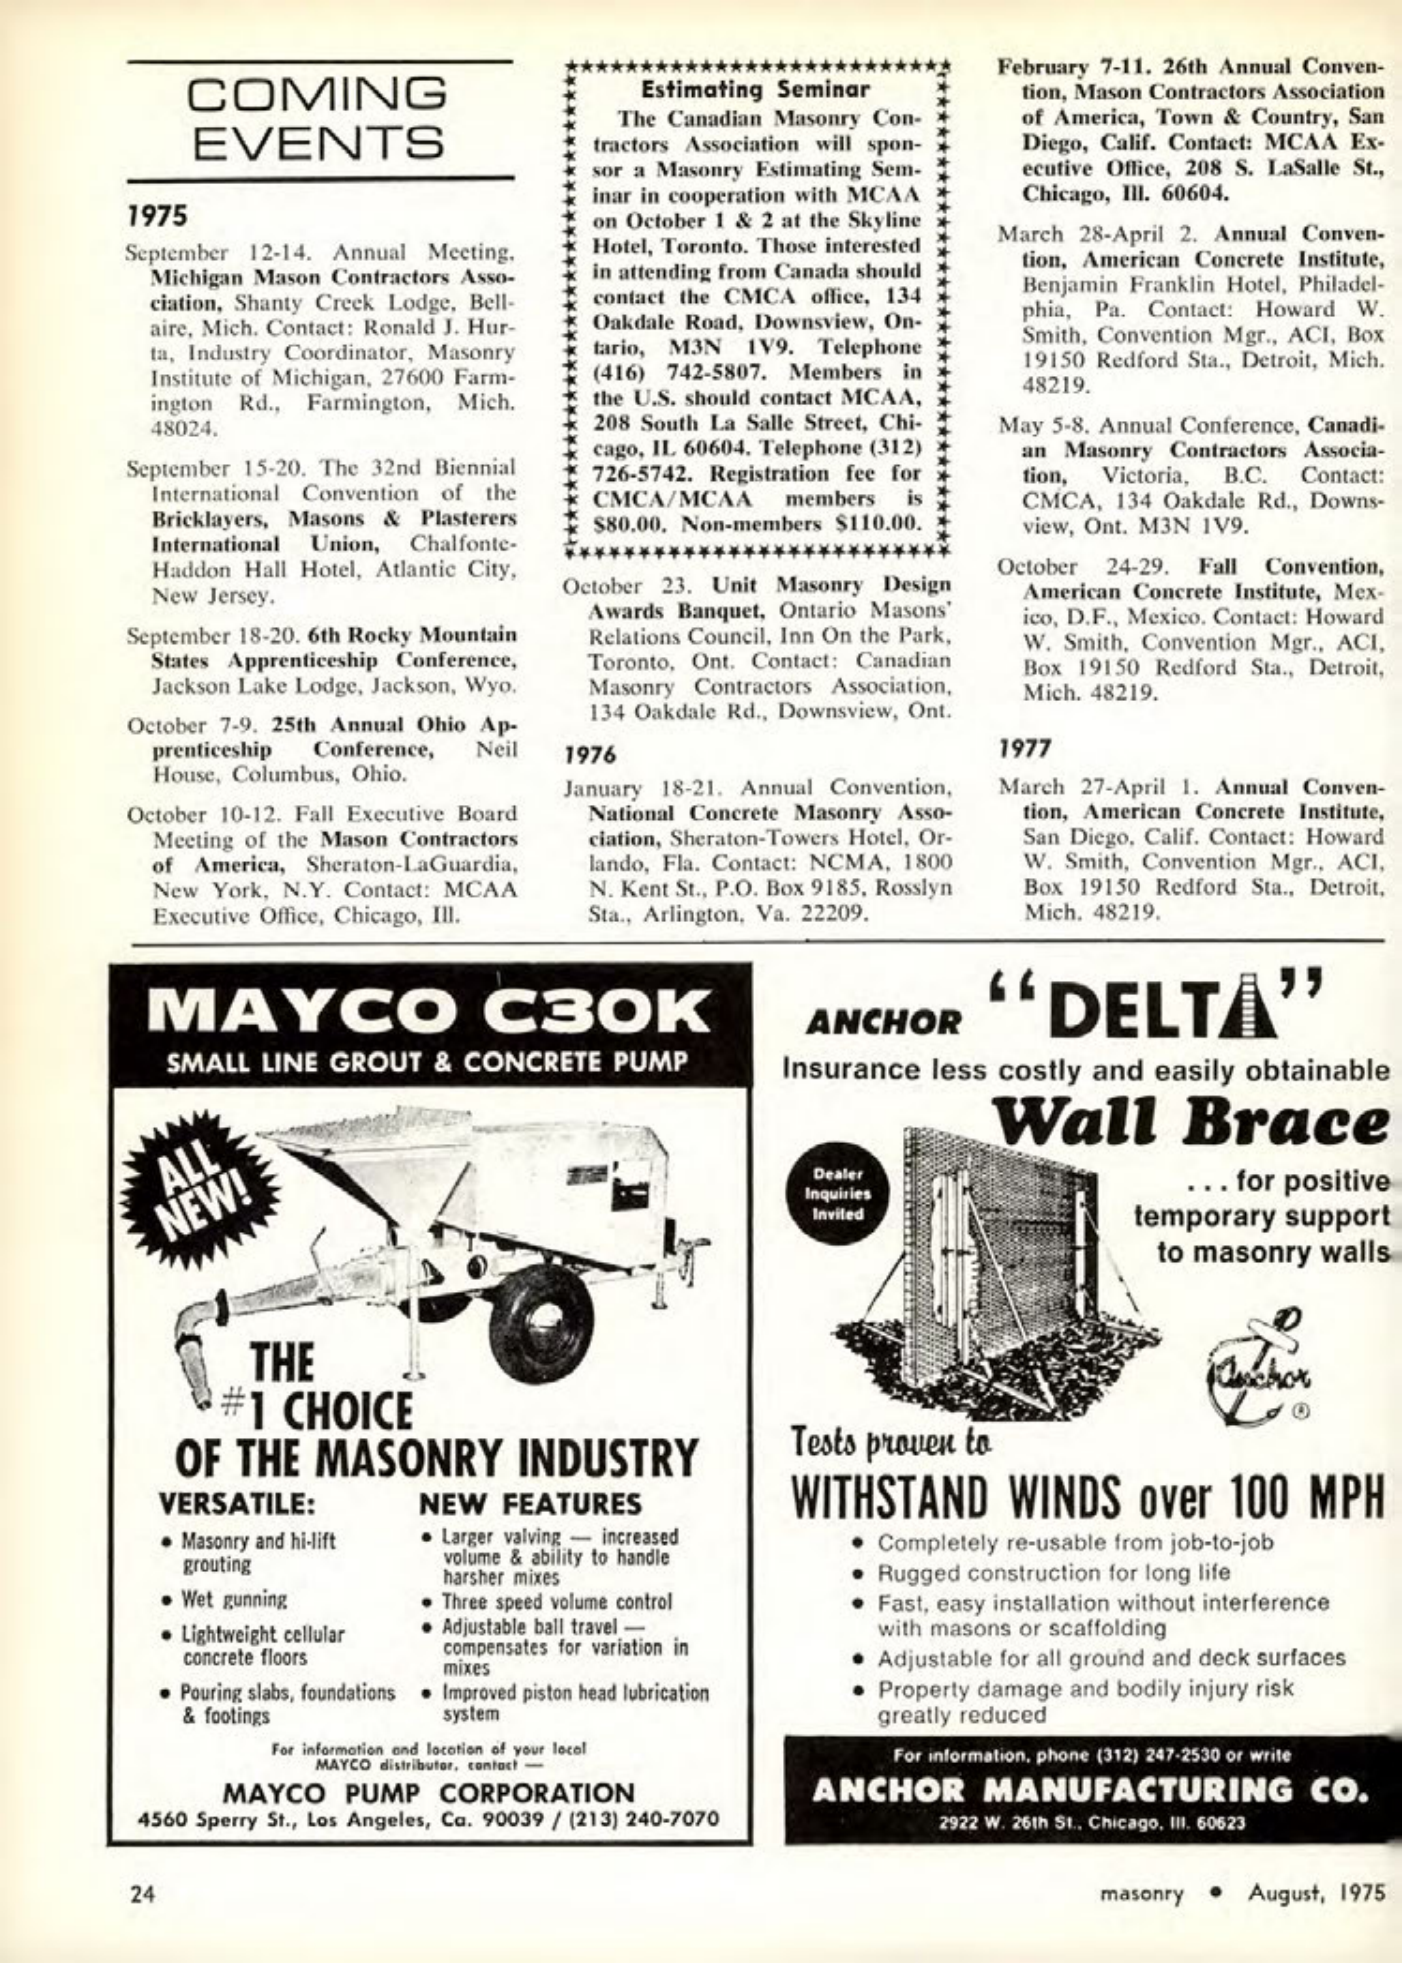 COMING
EVENTS
1975
September 12-14. Annual Meeting,
Michigan Mason Contractors Asso-
ciation, Shanty Creek Lodge, Bell-
aire, Mich. Contact: Ronald J. Hur-
ta, Industry Coordinator, Masonry
Institute of Michigan, 27600 Farm-
ington Rd., Farmington, Mich.
48024.
September 15-20. The 32nd Biennial
International Convention of the
Bricklayers, Masons & Plasterers
International Union, Chalfonte-
Haddon Hall Hotel, Atlantic City,
New Jersey.
September 18-20. 6th Rocky Mountain
States Apprenticeship Conference,
Jackson Lake Lodge, Jackson, Wyo.
October 7-9. 25th Annual Ohio Ap-
prenticeship Conference, Neil
House, Columbus, Ohio.
October 10-12. Fall Executive Board
Meeting of the Mason Contractors
of America, Sheraton-LaGuardia,
New York, N.Y. Contact: MCAA
Executive Office, Chicago, Ill.
Estimating Seminar
The Canadian Masonry Con-
tractors Association will spon-
sor a Masonry Estimating Sem-
inar in cooperation with MCAA
on October 1 & 2 at the Skyline
Hotel, Toronto. Those interested
in attending from Canada should
contact the CMCA office, 134
Oakdale Road, Downsview, On-
tario, M3N 1V9. Telephone
(416) 742-5807. Members in
the U.S. should contact MCAA,
208 South La Salle Street, Chi-
cago, IL 60604. Telephone (312)
726-5742. Registration fee for
CMCA/MCAA members is
$80.00. Non-members $110.00.
October 23. Unit Masonry Design
Awards Banquet, Ontario Masons'
Relations Council, Inn On the Park,
Toronto, Ont. Contact: Canadian
Masonry Contractors Association,
134 Oakdale Rd., Downsview, Ont.
1976
January 18-21. Annual Convention,
National Concrete Masonry Asso-
ciation, Sheraton-Towers Hotel, Or-
lando, Fla. Contact: NCMA, 1800
N. Kent St., P.O. Box 9185, Rosslyn
Sta., Arlington, Va. 22209.
February 7-11. 26th Annual Conven-
tion, Mason Contractors Association
of America, Town & Country, San
Diego, Calif. Contact: MCAA Ex-
ecutive Office, 208 S. LaSalle St.,
Chicago, Ill. 60604.
March 28-April 2. Annual Conven-
tion, American Concrete Institute,
Benjamin Franklin Hotel, Philadel-
phia, Pa. Contact: Howard W.
Smith, Convention Mgr., ACI, Box
19150 Redford Sta., Detroit, Mich.
48219.
May 5-8. Annual Conference, Canadi-
an Masonry Contractors Associa-
tion, Victoria, B.C. Contact:
CMCA, 134 Oakdale Rd., Downs-
view, Ont. M3N 1V9.
October 24-29. Fall Convention,
American Concrete Institute, Mex-
ico, D.F., Mexico. Contact: Howard
W. Smith, Convention Mgr., ACI,
Box 19150 Redford Sta., Detroit,
Mich. 48219.
1977
March 27-April 1. Annual Conven-
tion, American Concrete Institute,
San Diego, Calif. Contact: Howard
W. Smith, Convention Mgr., ACI,
Box 19150 Redford Sta., Detroit,
Mich. 48219.
MAYCO C30K
SMALL LINE GROUT & CONCRETE PUMP
ALL
NEW!
THE
#1 CHOICE
OF THE MASONRY INDUSTRY
VERSATILE:
• Masonry and hi-lift
grouting
• Wet gunning
• Lightweight cellular
concrete floors
• Pouring slabs, foundations
& footings
NEW FEATURES
• Larger valving — increased
volume & ability to handle
harsher mixes
• Three speed volume control
• Adjustable ball travel —
compensates for variation in
mixes
• Improved piston head lubrication
system
For information and location of your local
MAYCO distributor, contact —
MAYCO PUMP CORPORATION
4560 Sperry St., Los Angeles, Ca. 90039 / (213) 240-7070
ANCHOR "DELTA"
Insurance less costly and easily obtainable
Wall Brace
Dealer
Inquiries
Invited
... for positive
temporary support
to masonry walls
Anchor
®
Tests proven to
WITHSTAND WINDS over 100 MPH
• Completely re-usable from job-to-job
• Rugged construction for long life
• Fast, easy installation without interference
with masons or scaffolding
• Adjustable for all ground and deck surfaces
• Property damage and bodily injury risk
greatly reduced
For information, phone (312) 247-2530 or write
ANCHOR MANUFACTURING CO.
2922 W. 26th St., Chicago, Ill. 60623
24
masonry • August, 1975